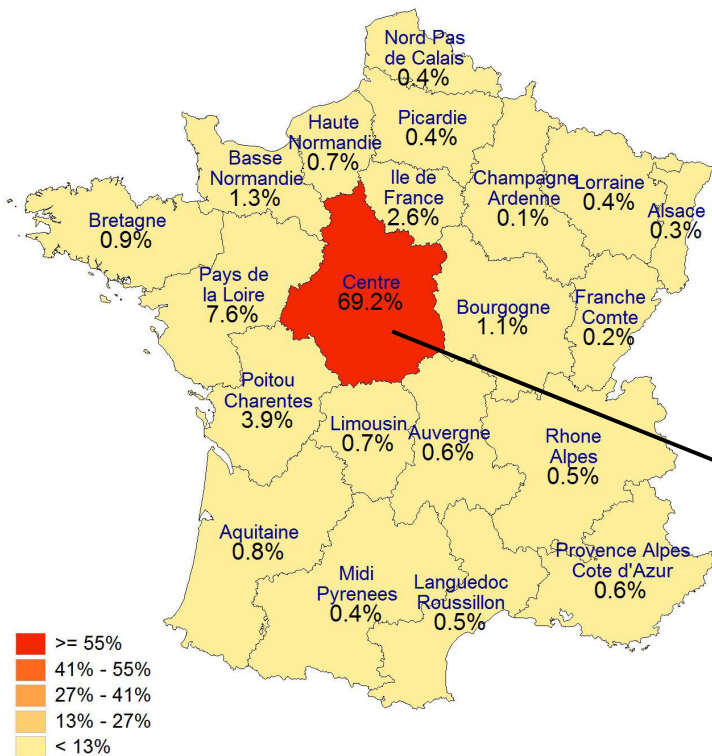 Nord Pas
de Calais
0.4%
Picardie
0.4%
Haute
Normandie
0.7%
Basse
Normandie
1.3%
Ile de
France
2.6%
Champagne
Ardenne
0.1%
Lorraine
0.4%
Alsace
0.3%
Bretagne
0.9%
Pays de
la Loire
7.6%
Centre
69.2%
Bourgogne
1.1%
Franche
Comte
0.2%
Poitou
Charentes
3.9%
Limousin
0.7%
Auvergne
0.6%
Rhone
Alpes
0.5%
Aquitaine
0.8%
Midi
Pyrenees
0.4%
Languedoc
Roussillon
0.5%
Provence Alpes
Cote d'Azur
0.6%
>= 55%
41% - 55%
27% - 41%
13% - 27%
< 13%